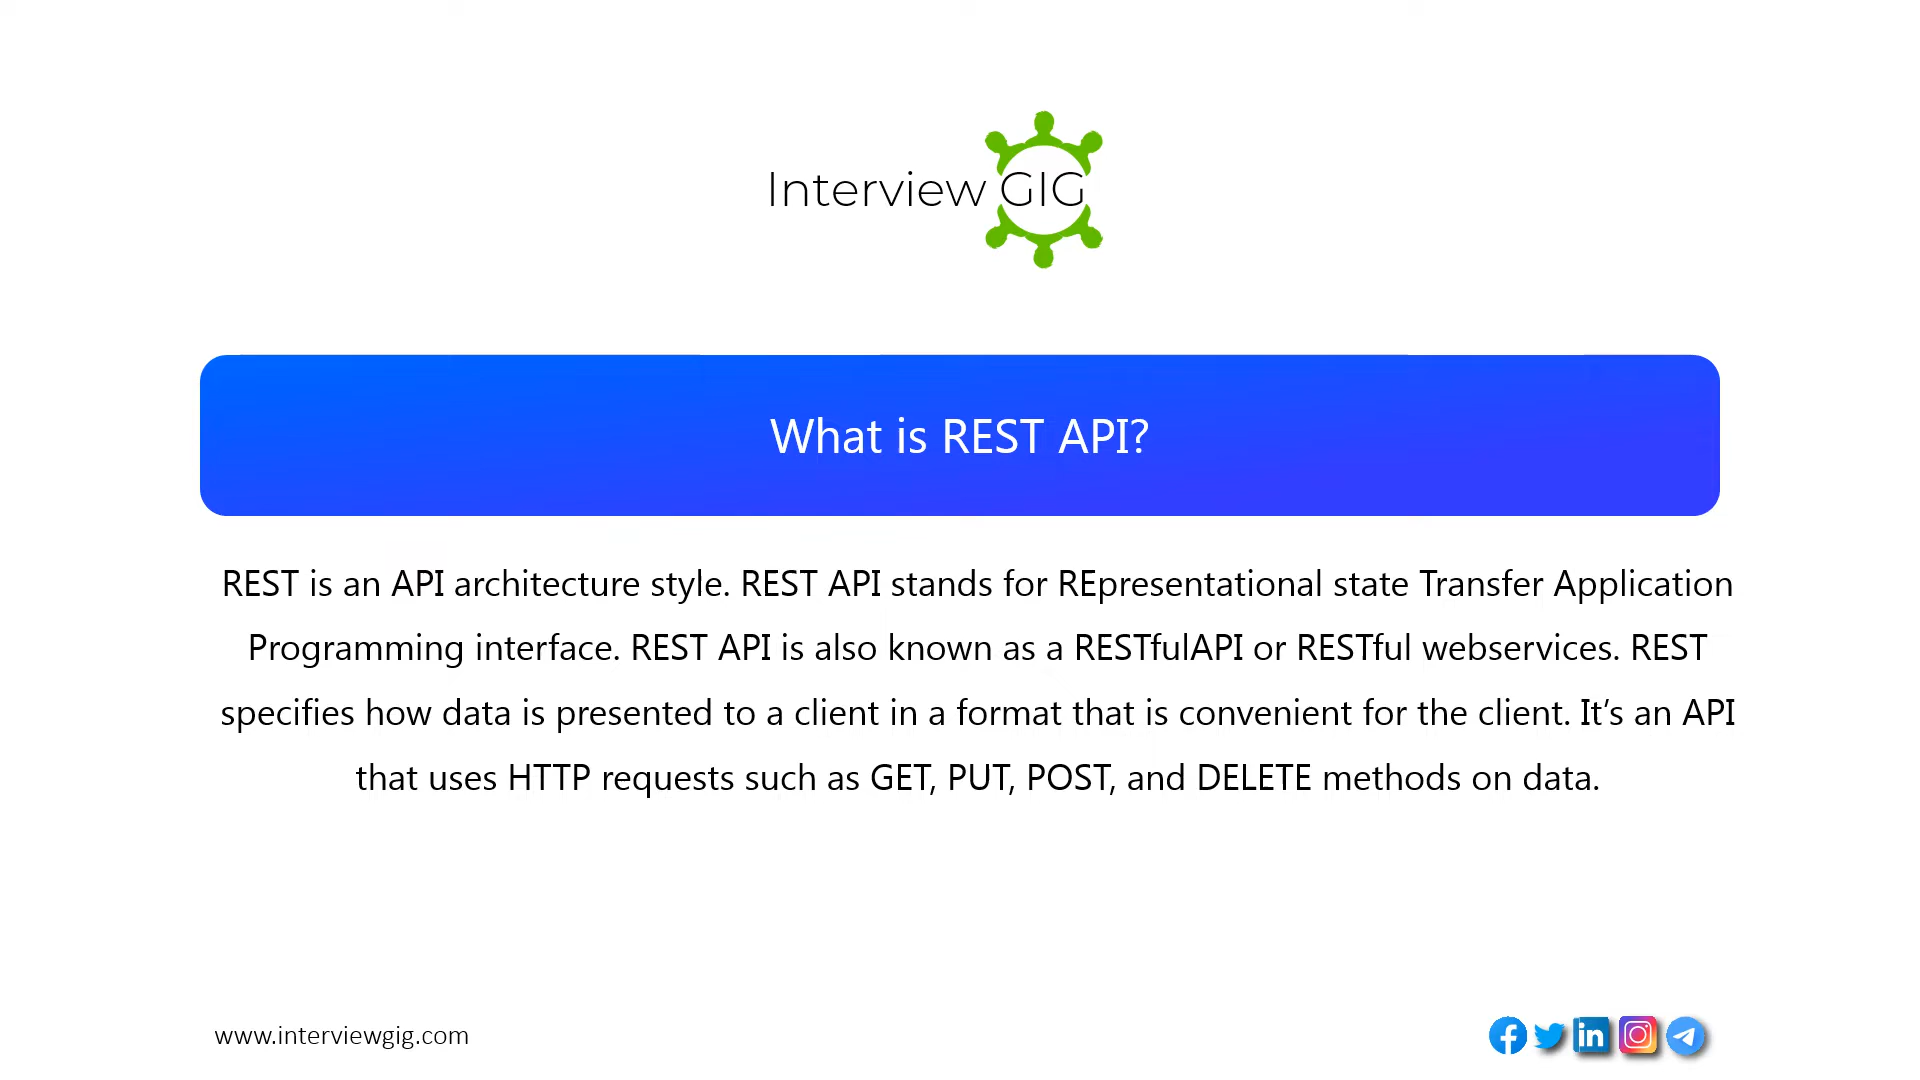 Interview GIG
What is REST API?
REST is an API architecture style. REST API stands for REpresentational state Transfer Application
Programming interface. REST API is also known as a RESTfulAPI or RESTful webservices. REST
specifies how data is presented to a client in a format that is convenient for the client. It’s an API
that uses HTTP requests such as GET, PUT, POST, and DELETE methods on data.
www.interviewgig.com
in